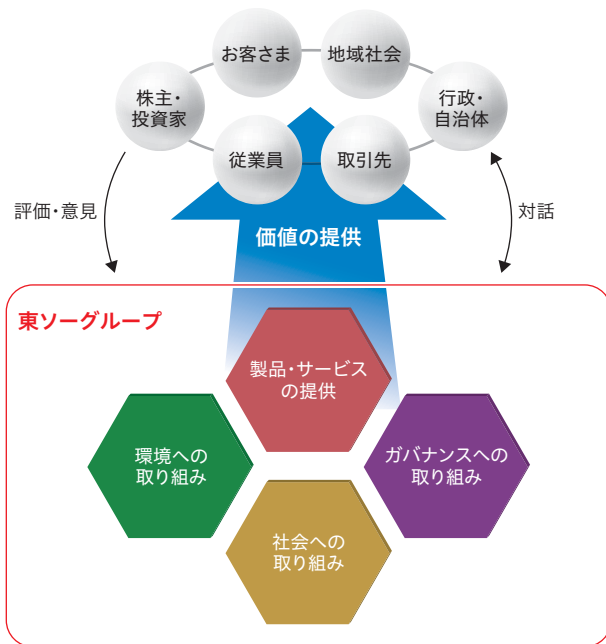 お客さま
地域社会
株主・
投資家
行政・
自治体
従業員
取引先
評価・意見
対話
価値の提供
東ソーグループ
製品・サービス
の提供
環境への
取り組み
ガバナンスへの
取り組み
社会への
取り組み